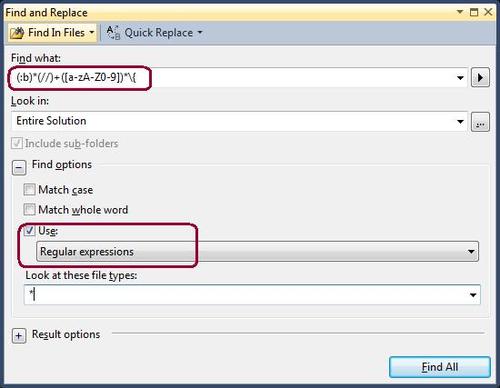 Find and Replace
Find In Files Quick Replace
Find what:
(:b)*(//)+([a-zA-Z0-9])*\{
Look in:
Entire Solution
...
Include sub-folders
Find options
Match case
Match whole word
Use:
Regular expressions
Look at these file types:
*
Result options
Find All